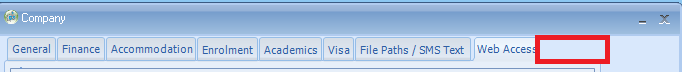 Company
General Finance Accommodation Enrolment Academics Visa File Paths / SMS Text Web Access